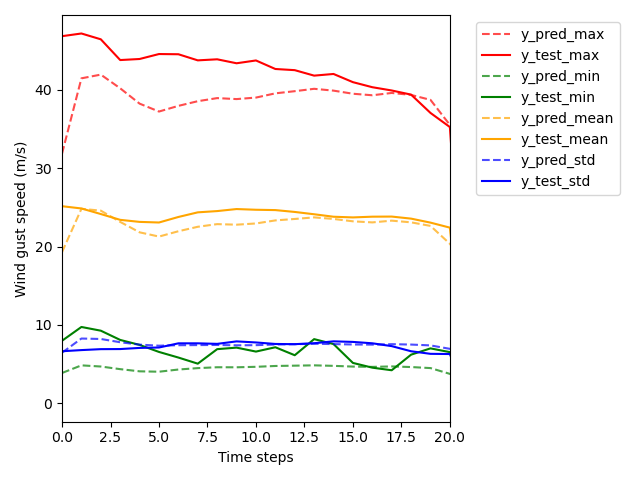 y_pred_max
y_test_max
y_pred_min
y_test_min
y_pred_mean
y_test_mean
y_pred_std
y_test_std
Wind gust speed (m/s)
40
30
20
10
0
0.0 2.5 5.0 7.5 10.0 12.5 15.0 17.5 20.0
Time steps